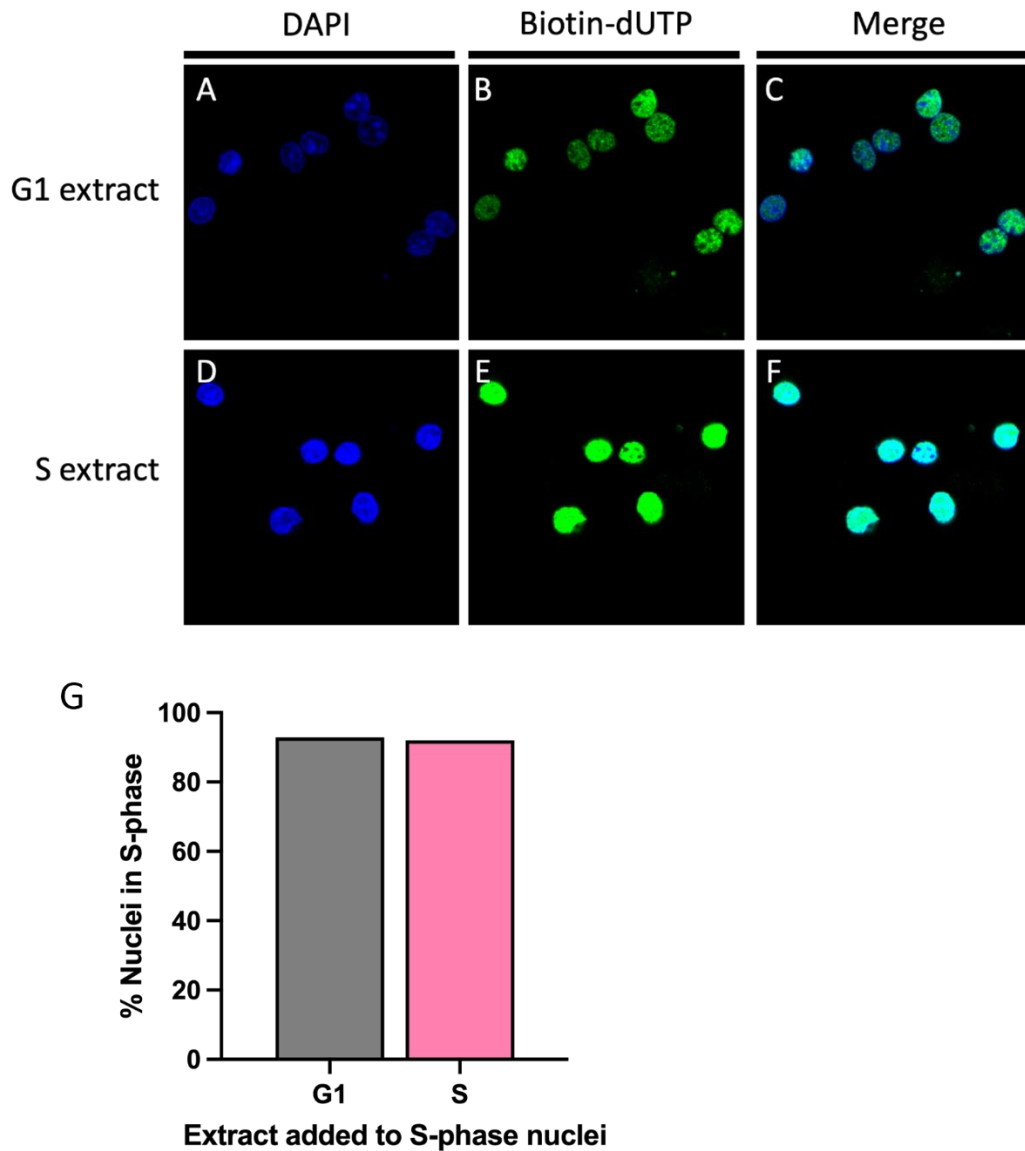 DAPI Biotin-dUTP Merge
A B C
G1 extract
D E F
S extract
G
100
80
60
40
20
0
% Nuclei in S-phase
G1 S
Extract added to S-phase nuclei